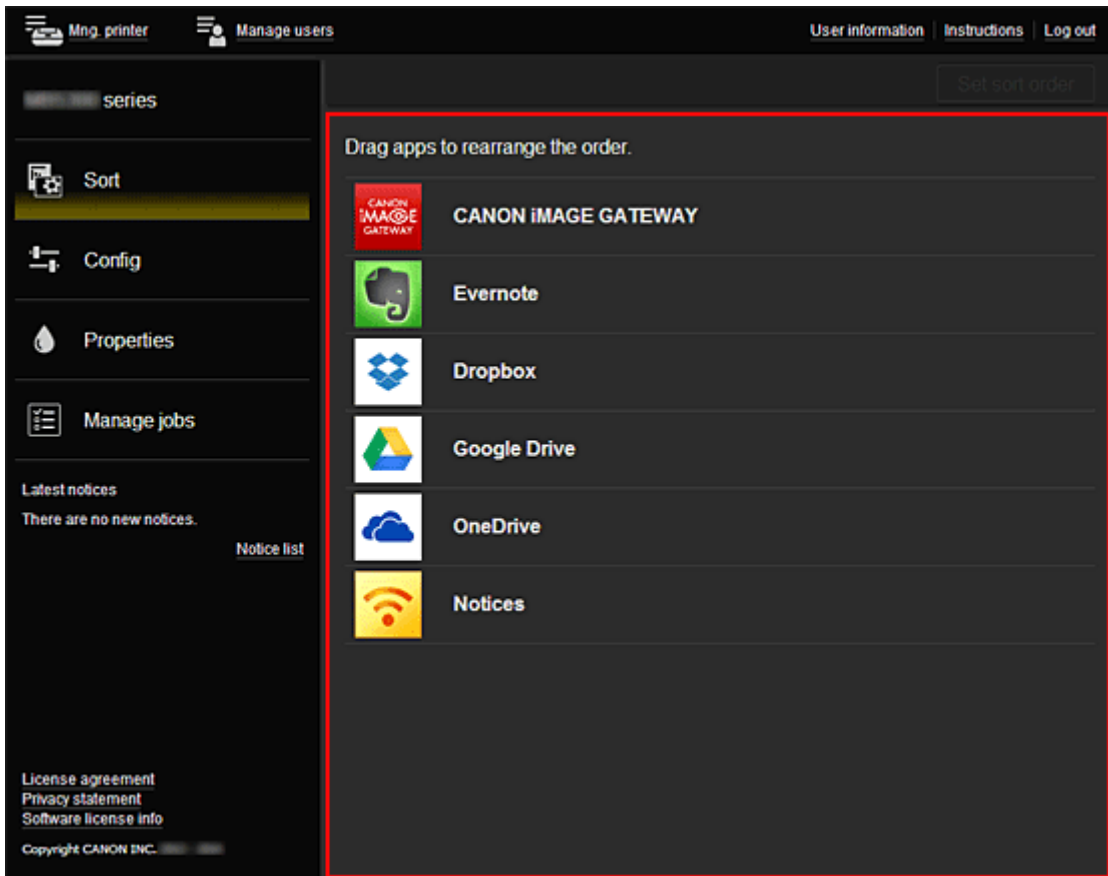 Mng. printer
Manage users
User information
Instructions
Log out
series
Set sort order
Sort
Config
Properties
Manage jobs
Latest notices
There are no new notices.
Notice list
License agreement
Privacy statement
Software license info
Copyright CANON INC.
Drag apps to rearrange the order.
CANON
iMAGE
GATEWAY
CANON iMAGE GATEWAY
Evernote
Dropbox
Google Drive
OneDrive
Notices